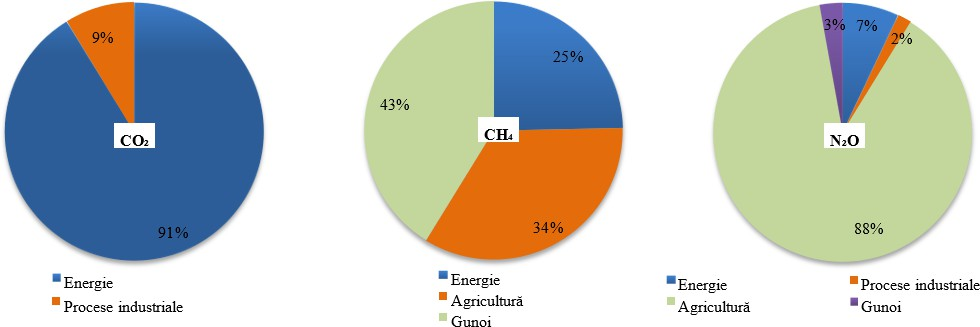 9%
CO₂
91%
Energie
Procese industriale
25%
43%
CH₄
34%
Energie
Agricultură
Gunoi
3%
7%
2%
N₂O
88%
Energie
Procese industriale
Agricultură
Gunoi